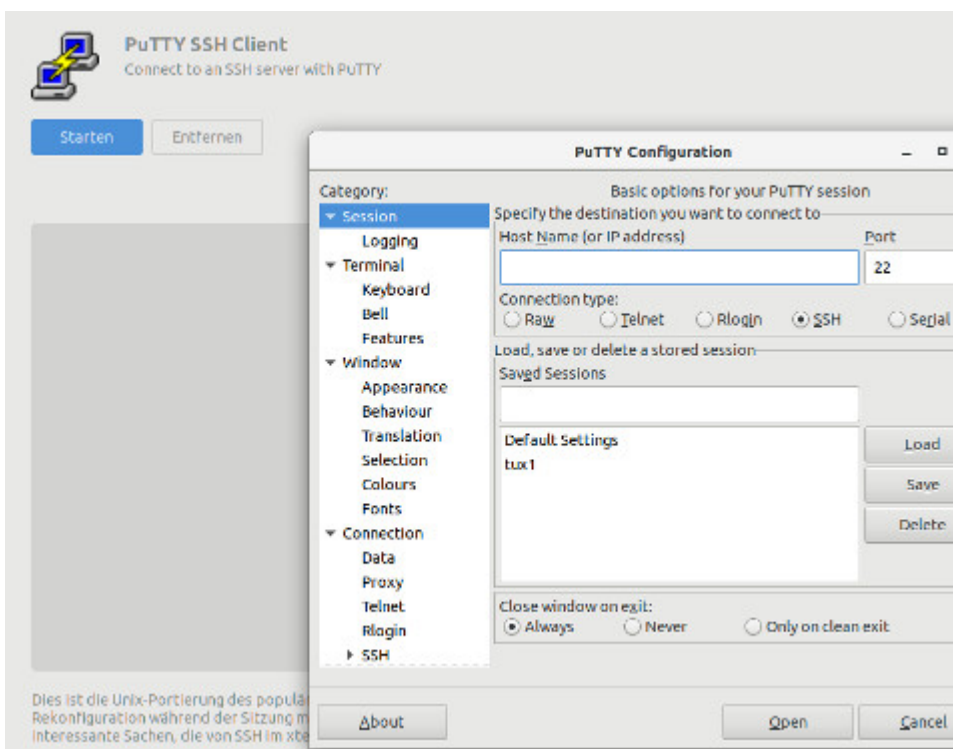 PuTTY SSH Client
Connect to an SSH server with PuTTY
Starten
Entfernen
PuTTY Configuration
Category:
Session
Logging
Terminal
Keyboard
Bell
Features
Window
Appearance
Behaviour
Translation
Selection
Colours
Fonts
Connection
Data
Proxy
Telnet
Rlogin
SSH
Basic options for your PuTTY session
Specify the destination you want to connect to
Host Name (or IP address)
Port
22
Connection type:
Raw
Telnet
Rlogin
SSH
Serial
Load, save or delete a stored session
Saved Sessions
Default Settings
tux1
Load
Save
Delete
Close window on exit:
Always
Never
Only on clean exit
About
Open
Cancel
Dies ist die Unix-Portierung des populä
Rekonfiguration während der Sitzung m
interessante Sachen, die von SSH im xte